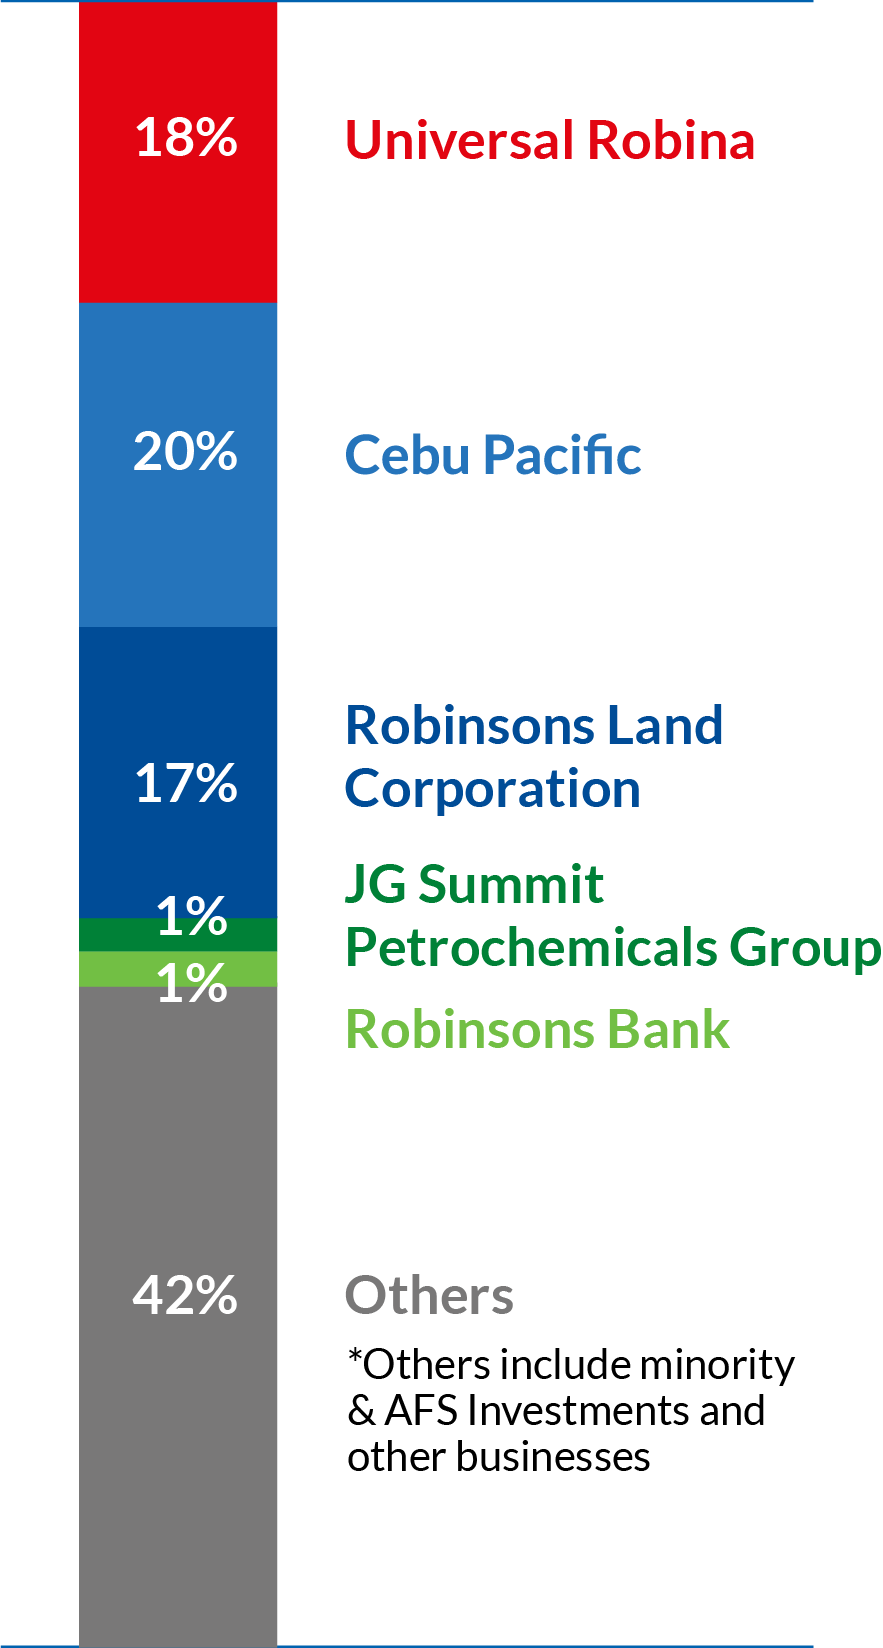 18%
Universal Robina
20%
Cebu Pacific
Robinsons Land
17%
Corporation
JG Summit
1%
Petrochemicals Group
1%
Robinsons Bank
42%
Others
*Others include minority
& AFS Investments and
other businesses